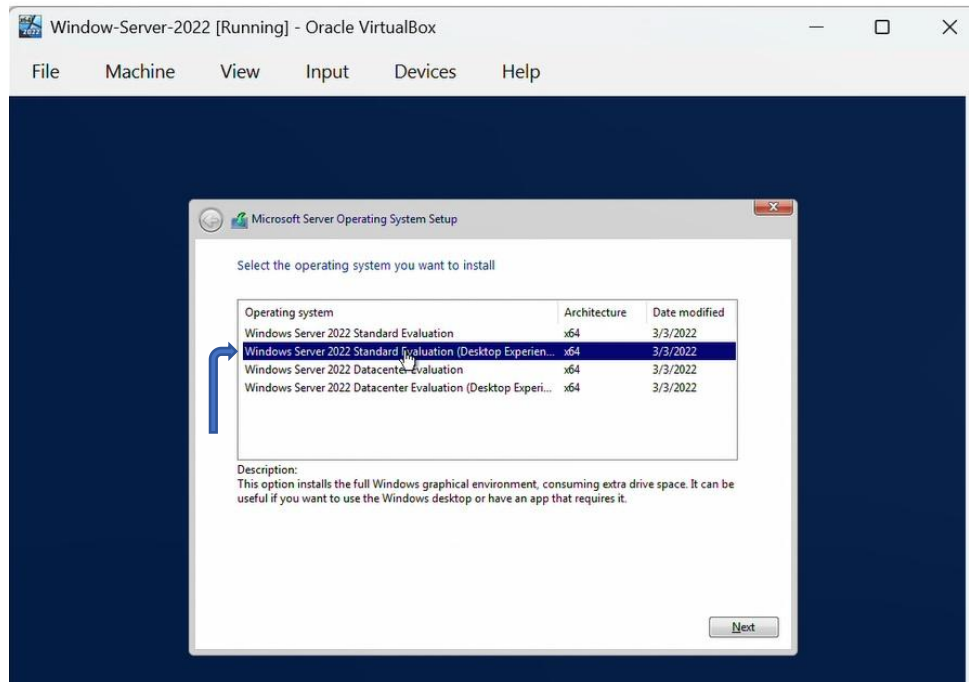 Window-Server-2022 [Running] - Oracle VirtualBox
File Machine View Input Devices Help
Microsoft Server Operating System Setup
Select the operating system you want to install
Operating system Architecture Date modified
Windows Server 2022 Standard Evaluation x64 3/3/2022
Windows Server 2022 Standard Evaluation (Desktop Experien... x64 3/3/2022
Windows Server 2022 Datacenter Evaluation x64 3/3/2022
Windows Server 2022 Datacenter Evaluation (Desktop Experi... x64 3/3/2022
Description:
This option installs the full Windows graphical environment, consuming extra drive space. It can be
useful if you want to use the Windows desktop or have an app that requires it.
Next